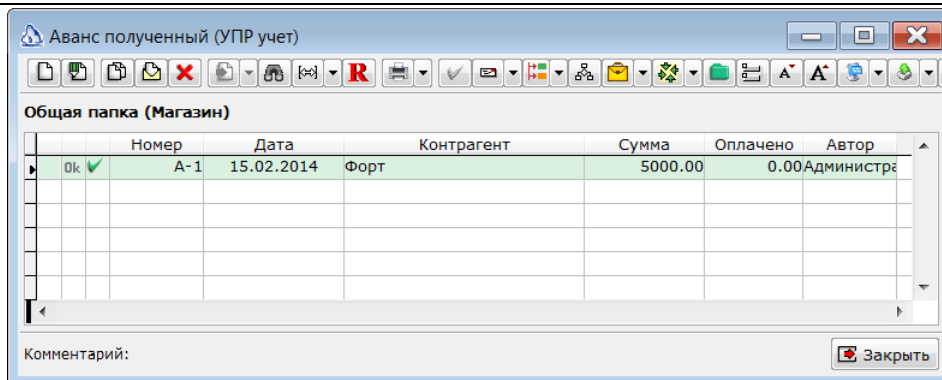 Аванс полученный (УПР учет)
R A A
Общая папка (Магазин)
Номер Дата Контрагент Сумма Оплачено Автор
Ok A-1 15.02.2014 Форт 5000.00 0.00 Администра
Комментарий: Закрыть